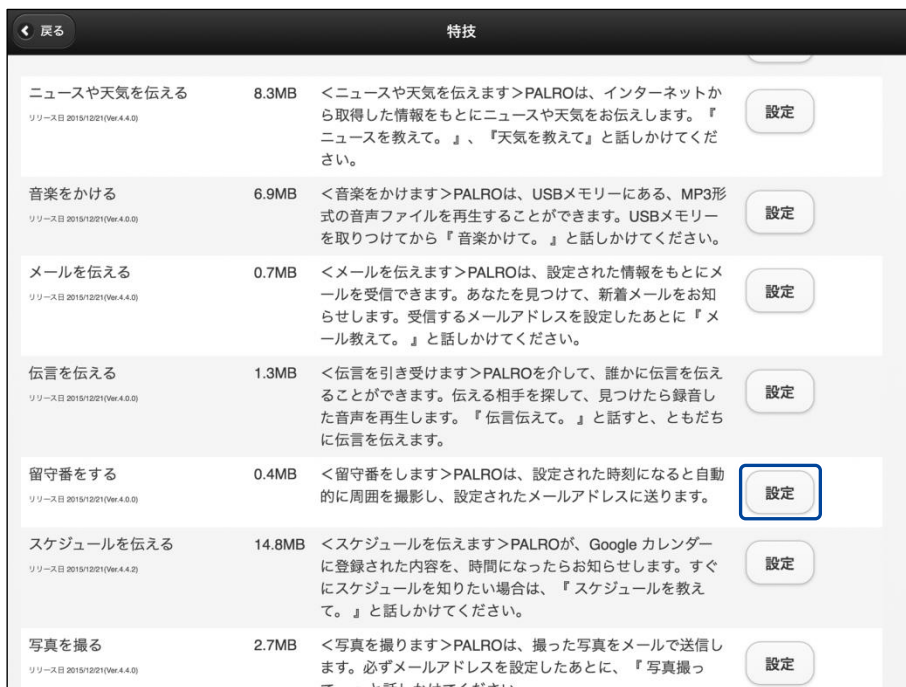 戻る
特技
ニュースや天気を伝える 8.3MB <ニュースや天気を伝えます>PALROは、インターネットか
リリース日 2015/12/21(Ver.4.4.0) ら取得した情報をもとにニュースや天気をお伝えします。『 設定
ニュースを教えて。 』、『天気を教えて』と話しかけてくだ
さい。
音楽をかける 6.9MB <音楽をかけます>PALROは、USBメモリーにある、MP3形
リリース日 2015/12/21(Ver.4.0.0) 式の音声ファイルを再生することができます。USBメモリー 設定
を取りつけてから『 音楽かけて。 』と話しかけてください。
メールを伝える 0.7MB <メールを伝えます>PALROは、設定された情報をもとにメ
リリース日 2015/12/21(Ver.4.4.0) ールを受信できます。あなたを見つけて、新着メールをお知 設定
らせします。受信するメールアドレスを設定したあとに『 メ
ール教えて。 』と話しかけてください。
伝言を伝える 1.3MB <伝言を引き受けます>PALROを介して、誰かに伝言を伝え
リリース日 2015/12/21(Ver.4.0.0) ることができます。伝える相手を探して、見つけたら録音し 設定
た音声を再生します。『 伝言伝えて。 』と話すと、ともだち
に伝言を伝えます。
留守番をする 0.4MB <留守番をします>PALROは、設定された時刻になると自動
リリース日 2015/12/21(Ver.4.0.0) 的に周囲を撮影し、設定されたメールアドレスに送ります。 設定
スケジュールを伝える 14.8MB <スケジュールを伝えます>PALROが、Google カレンダー
リリース日 2015/12/21(Ver.4.4.2) に登録された内容を、時間になったらお知らせします。すぐ 設定
にスケジュールを知りたい場合は、『 スケジュールを教え
て。 』と話しかけてください。
写真を撮る 2.7MB <写真を撮ります>PALROは、撮った写真をメールで送信し
リリース日 2015/12/21(Ver.4.4.0) ます。必ずメールアドレスを設定したあとに、『 写真撮っ 設定